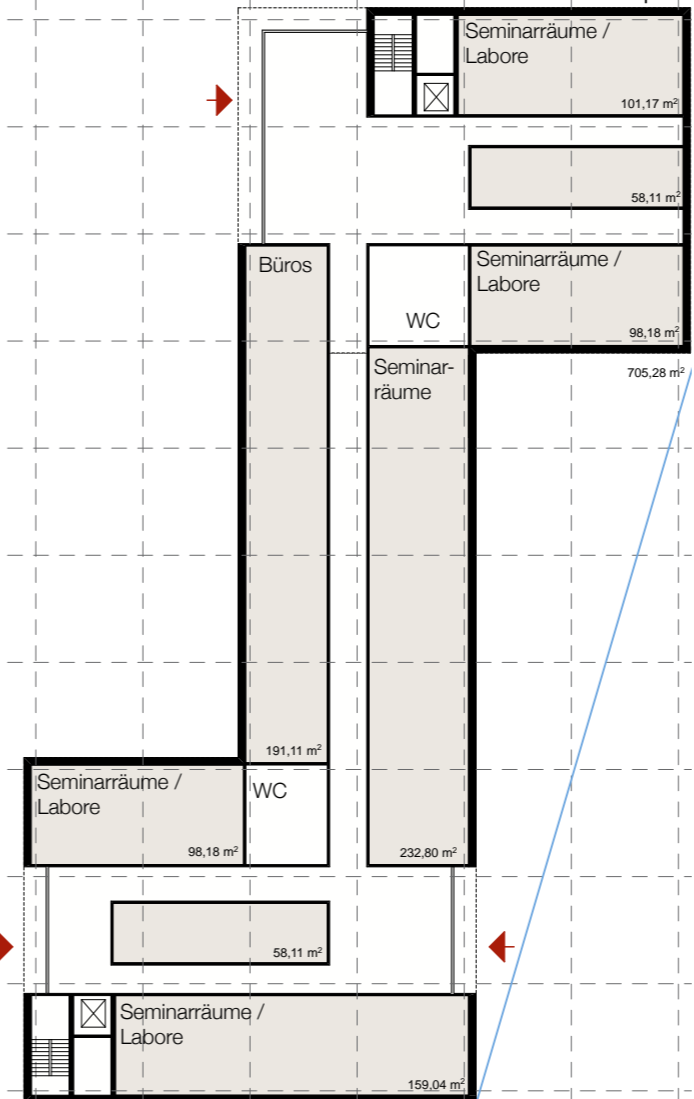 Seminarräume /
Labore
101,17 m²
58,11 m²
Büros
Seminarräume /
Labore
WC
98,18 m²
Seminar-
räume
705,28 m²
191,11 m²
Seminarräume /
Labore
WC
98,18 m²
232,80 m²
58,11 m²
Seminarräume /
Labore
159,04 m²